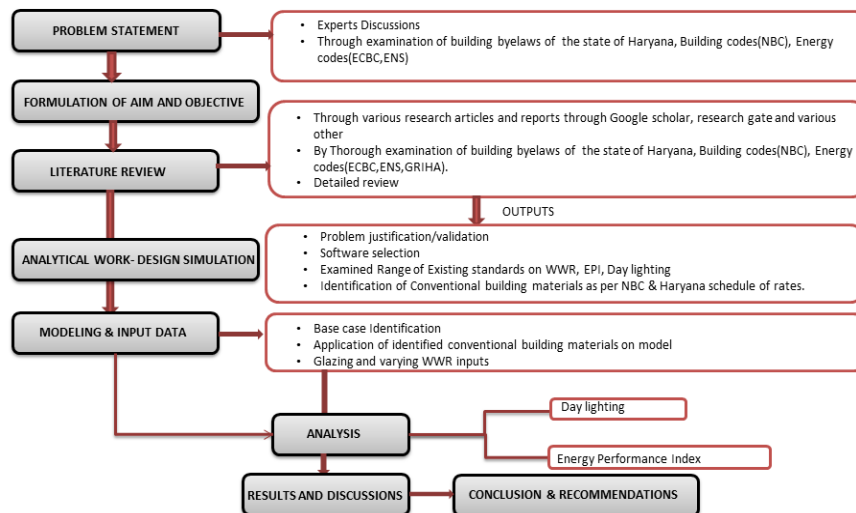 PROBLEM STATEMENT
• Experts Discussions
• Through examination of building byelaws of the state of Haryana, Building codes(NBC), Energy
codes(ECBC,ENS)
FORMULATION OF AIM AND OBJECTIVE
• Through various research articles and reports through Google scholar, research gate and various
other
• By Thorough examination of building byelaws of the state of Haryana, Building codes(NBC), Energy
codes(ECBC,ENS,GRIHA).
• Detailed review
LITERATURE REVIEW
OUTPUTS
• Problem justification/validation
• Software selection
• Examined Range of Existing standards on WWR, EPI, Day lighting
• Identification of Conventional building materials as per NBC & Haryana schedule of rates.
ANALYTICAL WORK- DESIGN SIMULATION
MODELING & INPUT DATA
• Base case Identification
• Application of identified conventional building materials on model
• Glazing and varying WWR inputs
Day lighting
ANALYSIS
Energy Performance Index
RESULTS AND DISCUSSIONS
CONCLUSION & RECOMMENDATIONS